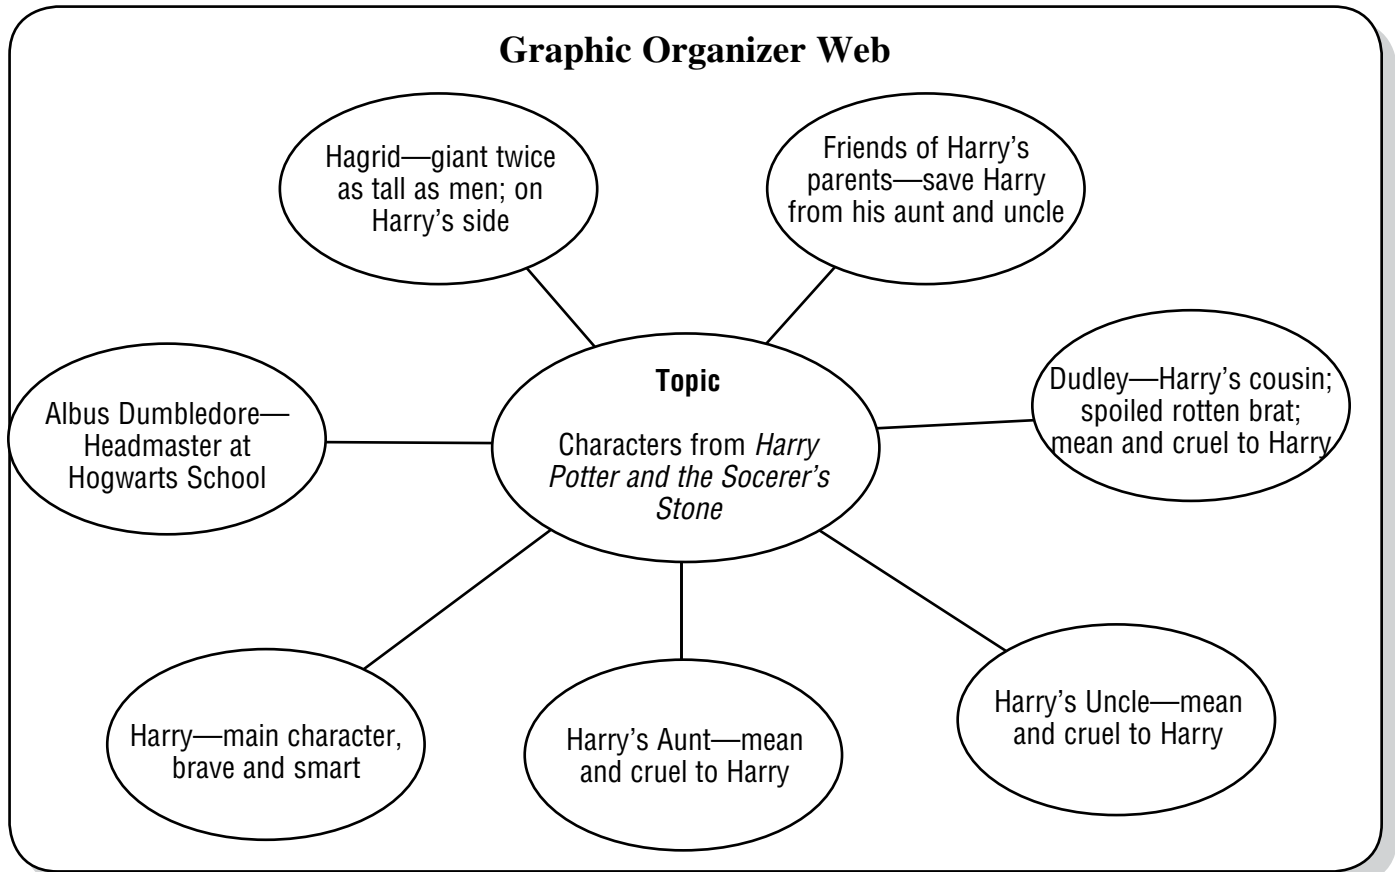 Graphic Organizer Web
Hagrid—giant twice
as tall as men; on
Harry’s side
Friends of Harry’s
parents—save Harry
from his aunt and uncle
Topic
Characters from Harry
Potter and the Socerer’s
Stone
Dudley—Harry’s cousin;
spoiled rotten brat;
mean and cruel to Harry
Albus Dumbledore—
Headmaster at
Hogwarts School
Harry—main character,
brave and smart
Harry’s Aunt—mean
and cruel to Harry
Harry’s Uncle—mean
and cruel to Harry